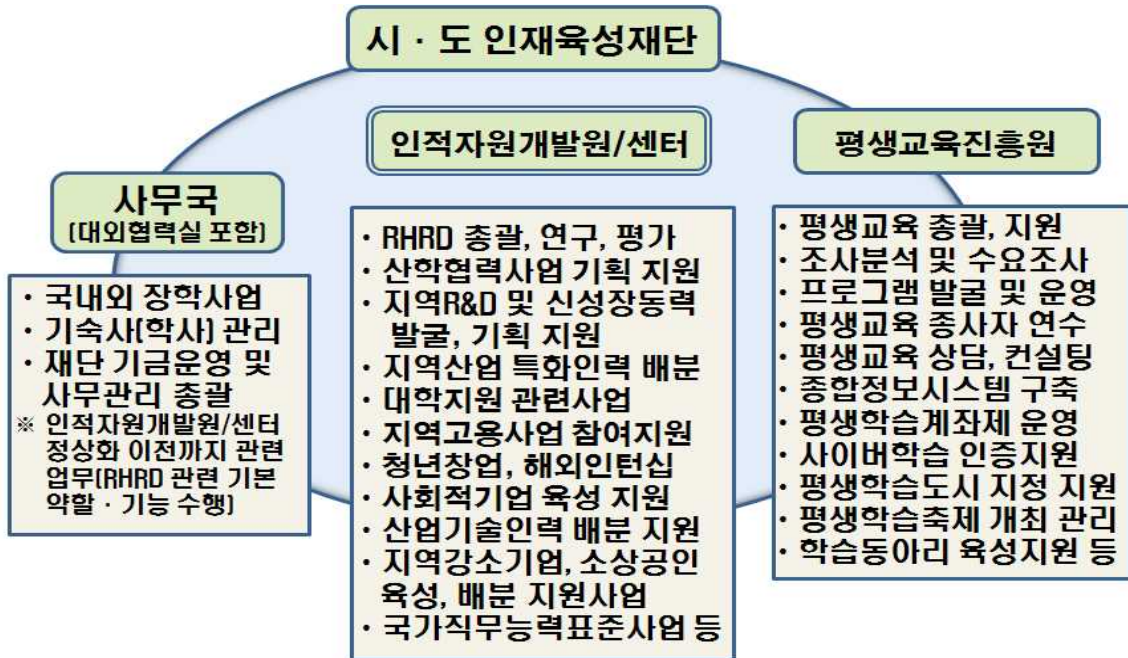 시 · 도 인재육성재단
사무국
(대외협력실 포함)
· 국내외 장학사업
· 기숙사(학사) 관리
· 재단 기금운영 및
사무관리 총괄
※ 인적자원개발원/센터
정상화 이전까지 관련
업무(RHRD 관련 기본
약할 · 기능 수행)
인적자원개발원/센터
· RHRD 총괄, 연구, 평가
· 산학협력사업 기획 지원
· 지역R&D 및 신성장동력
발굴, 기획 지원
· 지역산업 특화인력 배분
· 대학지원 관련사업
· 지역고용사업 참여지원
· 청년창업, 해외인턴십
· 사회적기업 육성 지원
· 산업기술인력 배분 지원
· 지역강소기업, 소상공인
육성, 배분 지원사업
· 국가직무능력표준사업 등
평생교육진흥원
· 평생교육 총괄, 지원
· 조사분석 및 수요조사
· 프로그램 발굴 및 운영
· 평생교육 종사자 연수
· 평생교육 상담, 컨설팅
· 종합정보시스템 구축
· 평생학습계좌제 운영
· 사이버학습 인증지원
· 평생학습도시 지정 지원
· 평생학습축제 개최 관리
· 학습동아리 육성지원 등